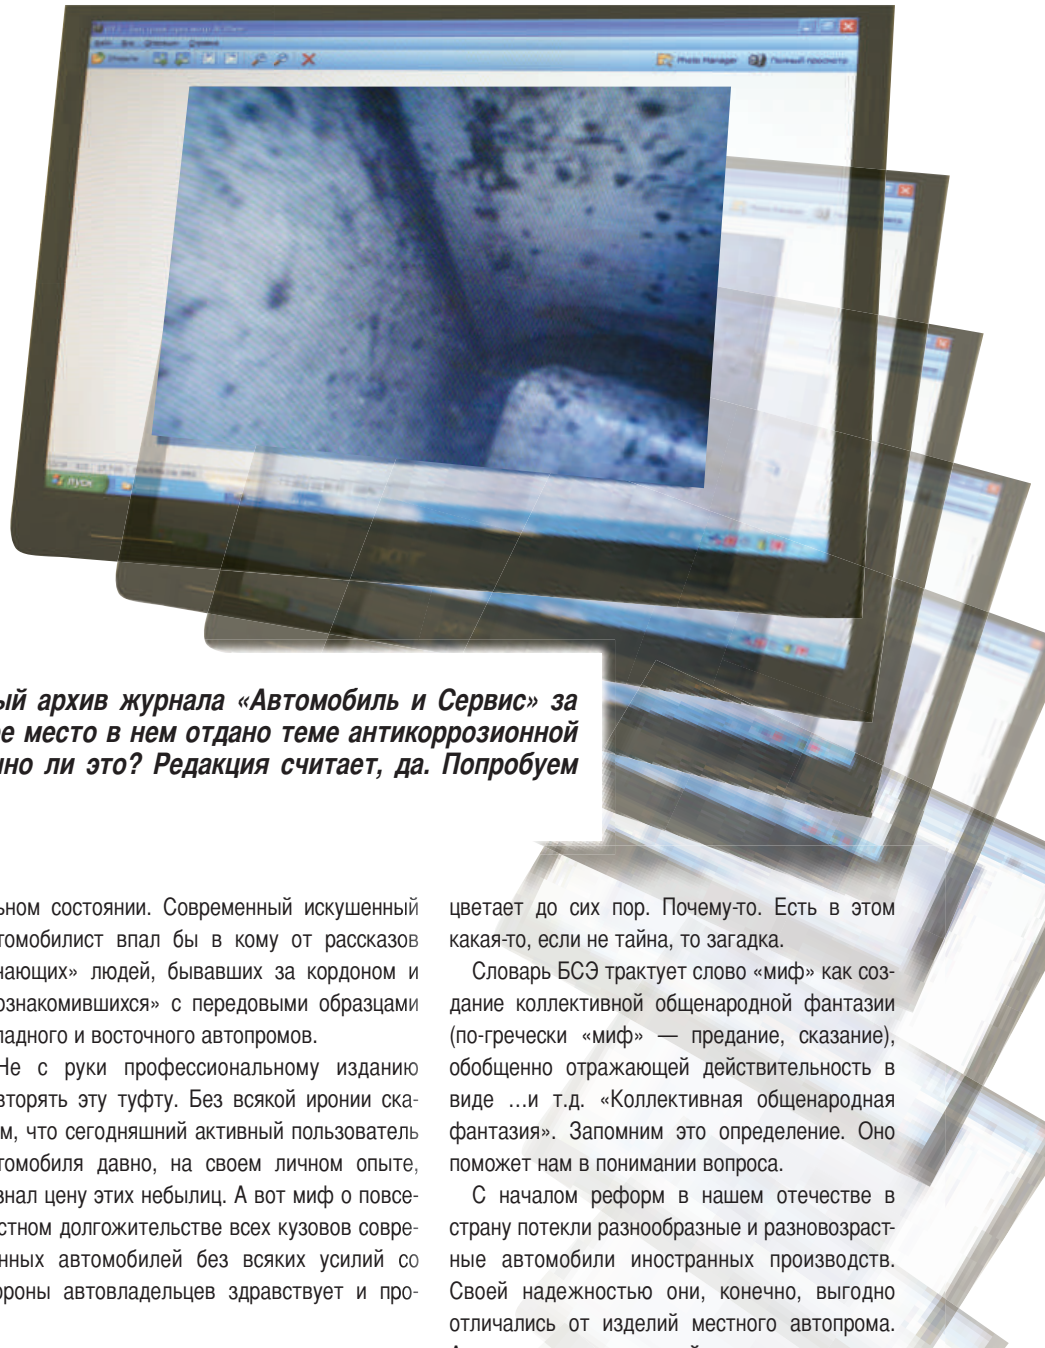 Открыть
Photo Manager
Полный просмотр
Пуск
ый архив журнала «Автомобиль и Сервис» за
е место в нем отдано теме антикоррозионной
но ли это? Редакция считает, да. Попробуем
ьном состоянии. Современный искушенный
томобилист впал бы в кому от рассказов
нающих» людей, бывавших за кордоном и
ознакомившихся» с передовыми образцами
падного и восточного автопромов.
Не с руки профессиональному изданию
вторять эту туфту. Без всякой иронии ска-
м, что сегодняшний активный пользователь
томобиля давно, на своем личном опыте,
знал цену этих небылиц. А вот миф о повсе-
стном долгожительстве всех кузовов совре-
нных автомобилей без всяких усилий со
ороны автовладельцев здравствует и про-
цветает до сих пор. Почему-то. Есть в этом
какая-то, если не тайна, то загадка.
Словарь БСЭ трактует слово «миф» как соз-
дание коллективной общенародной фантазии
(по-гречески «миф» — предание, сказание),
обобщенно отражающей действительность в
виде ...и т.д. «Коллективная общенародная
фантазия». Запомним это определение. Оно
поможет нам в понимании вопроса.
С началом реформ в нашем отечестве в
страну потекли разнообразные и разновозраст-
ные автомобили иностранных производств.
Своей надежностью они, конечно, выгодно
отличались от изделий местного автопрома.